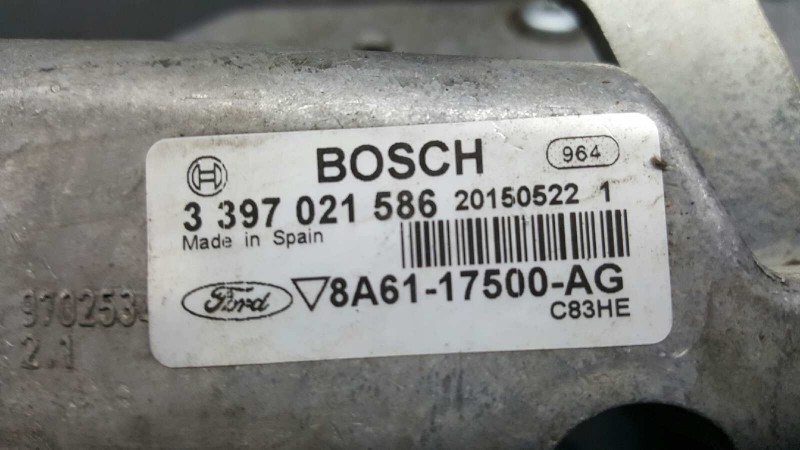 BOSCH
964
3 397 021 586 20150522 1
Made in Spain
Ford 8A61-17500-AG
C83HE
2.1